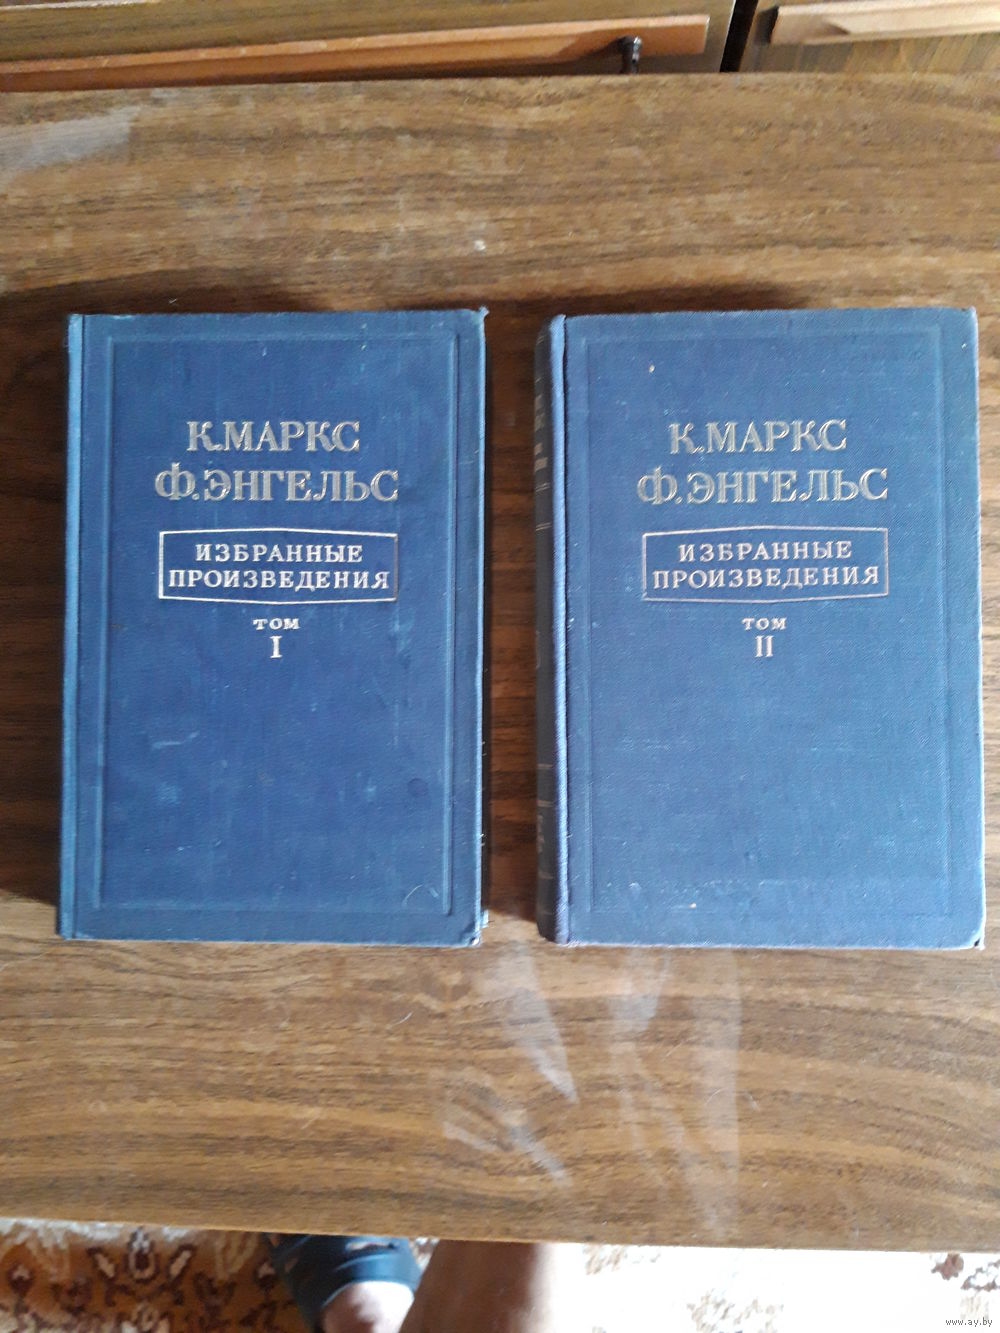 К. МАРКС
Ф. ЭНГЕЛЬС
ИЗБРАННЫЕ
ПРОИЗВЕДЕНИЯ
ТОМ
I
К. МАРКС
Ф. ЭНГЕЛЬС
ИЗБРАННЫЕ
ПРОИЗВЕДЕНИЯ
ТОМ
II
www.ay.by